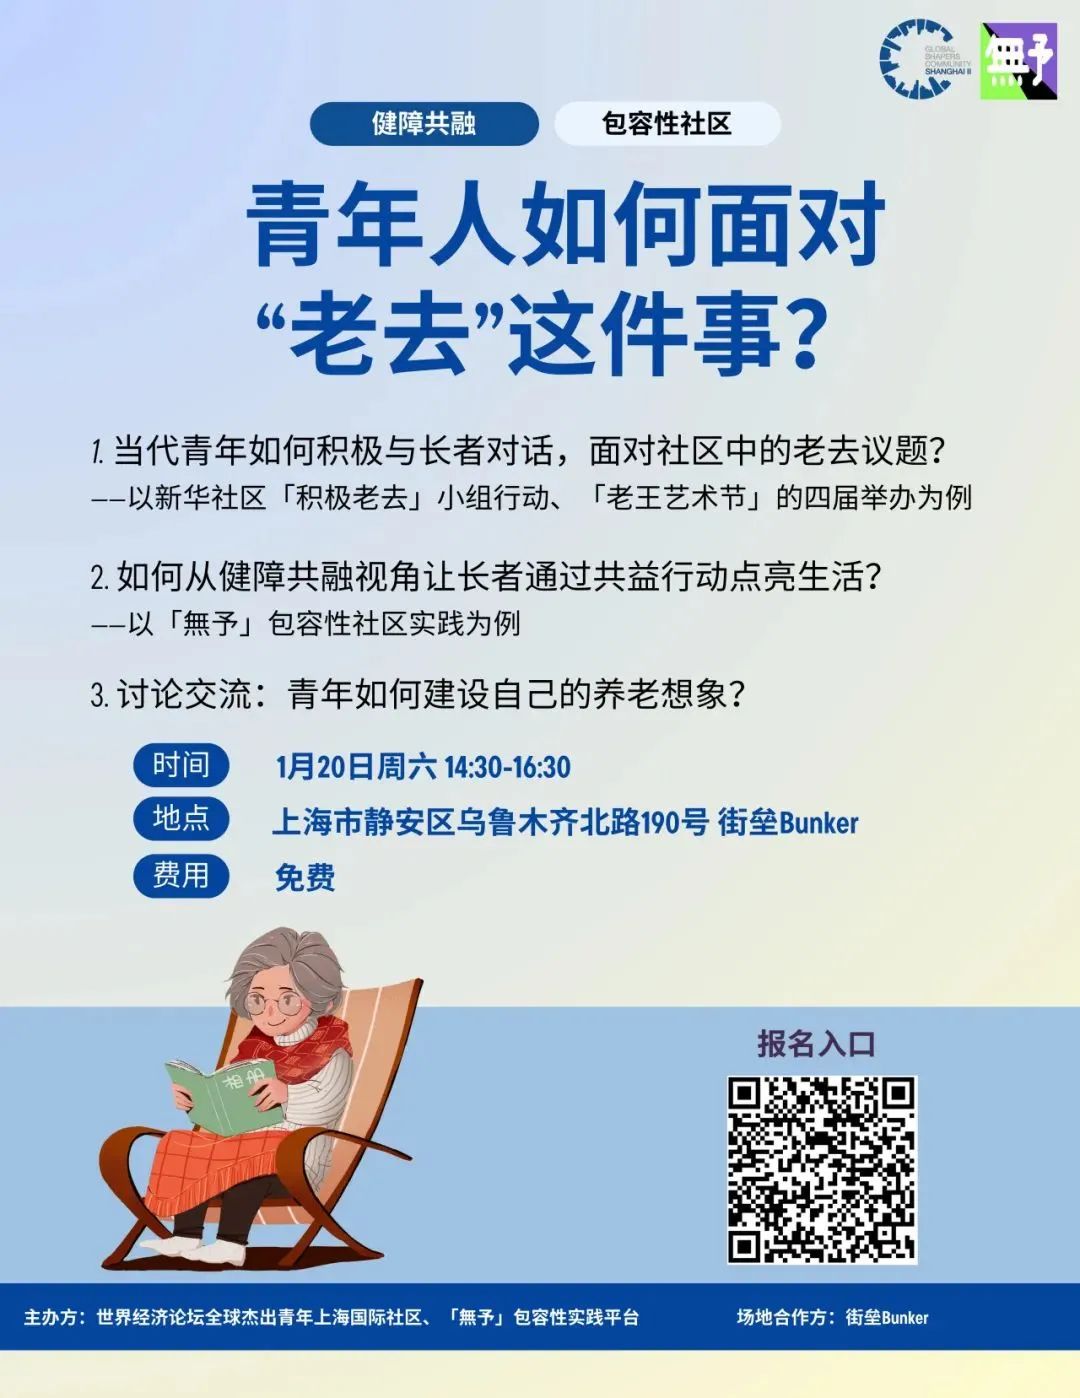 GLOBAL
SHAPERS
COMMUNITY
SHANGHAI II
無予
健障共融
包容性社区
青年人如何面对
“老去”这件事？
1. 当代青年如何积极与长者对话，面对社区中的老去议题？
——以新华社区「积极老去」小组行动、「老王艺术节」的四届举办为例
2. 如何从健障共融视角让长者通过共益行动点亮生活？
——以「無予」包容性社区实践为例
3. 讨论交流：青年如何建设自己的养老想象？
时间 1月20日周六 14:30-16:30
地点 上海市静安区乌鲁木齐北路190号 街垒Bunker
费用 免费
相册
报名入口
主办方：世界经济论坛全球杰出青年上海国际社区、「無予」包容性实践平台 场地合作方：街垒Bunker